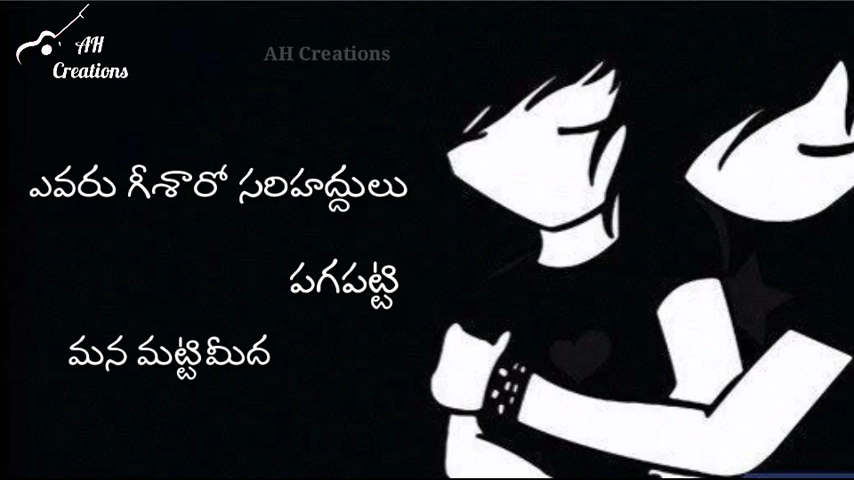 AH
Creations
AH Creations
ఎవరు గీశారో సరిహద్దులు
పగపట్టి
మన మట్టిమీద